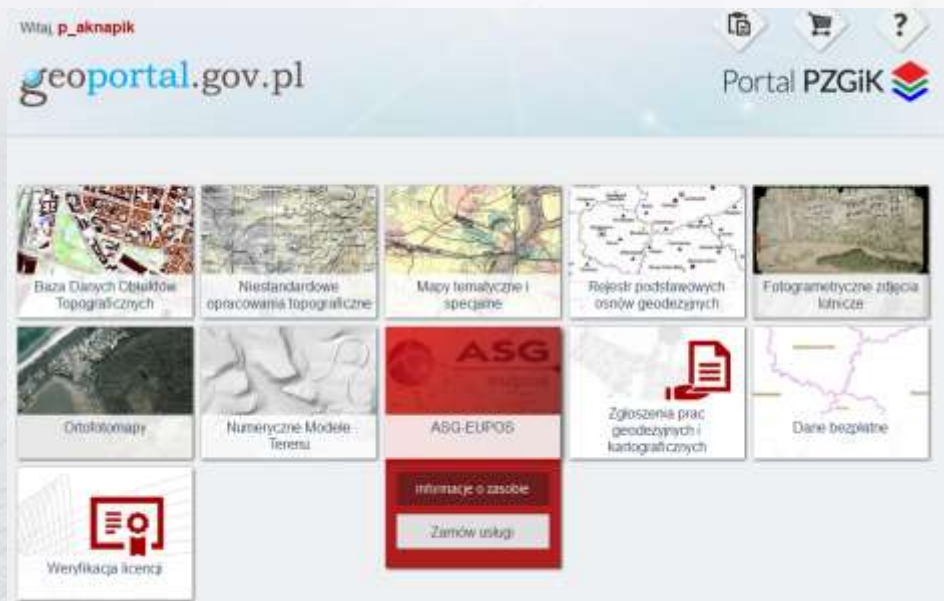 Witaj, p_aknapik
geoportal.gov.pl
Portal PZGiK
Baza Danych Obiektów
Topograficznych
Niestandardowe
opracowania topograficzne
Mapy tematyczne i
specjalne
Rejestr podstawowych
osnów geodezyjnych
Fotogrametryczne zdjęcia
lotnicze
Ortofotomapy
Numeryczne Modele
Terenu
ASG
ASG-EUPOS
Zgłoszenia prac
geodezyjnych i
kartograficznych
Dane bezpłatne
informacje o zasobie
Zamów usługi
Weryfikacja licencji